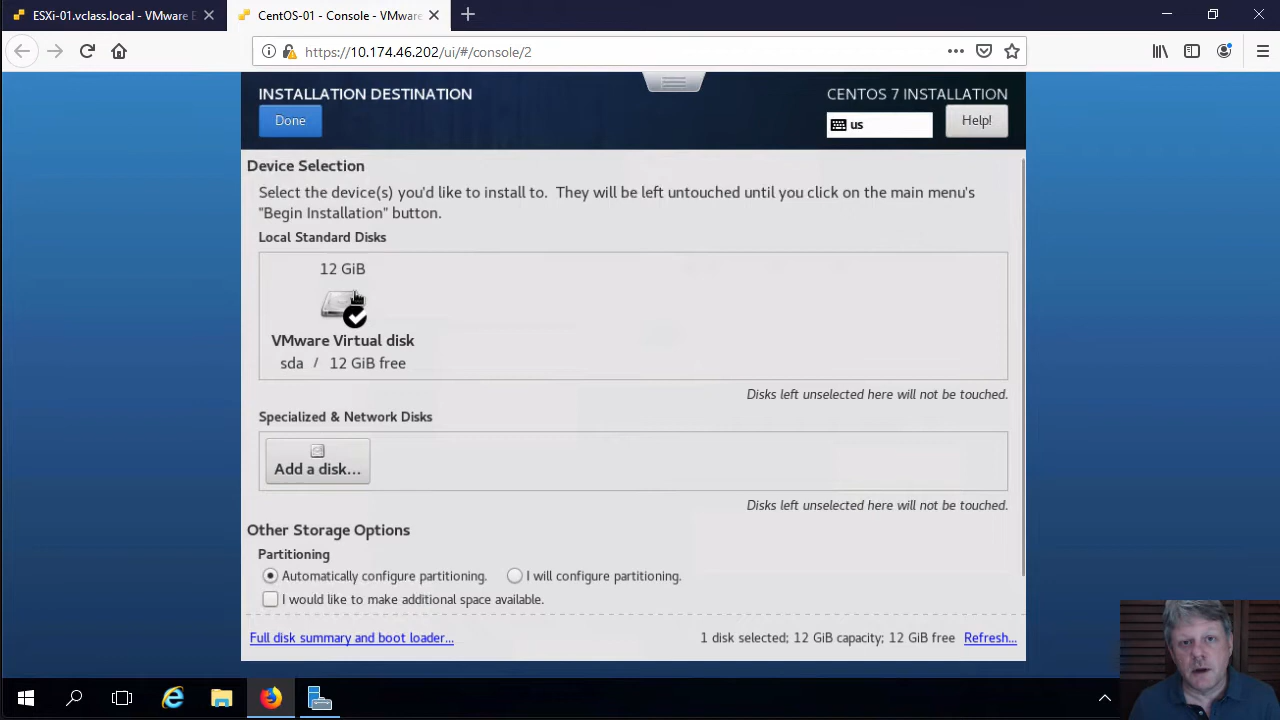 ESXi-01.vclass.local - VMware E
CentOS-01 - Console - VMware
https://10.174.46.202/ui/#/console/2
INSTALLATION DESTINATION
CENTOS 7 INSTALLATION
Done
us
Help!
Device Selection
Select the device(s) you'd like to install to. They will be left untouched until you click on the main menu's
"Begin Installation" button.
Local Standard Disks
12 GiB
VMware Virtual disk
sda / 12 GiB free
Disks left unselected here will not be touched.
Specialized & Network Disks
Add a disk...
Disks left unselected here will not be touched.
Other Storage Options
Partitioning
Automatically configure partitioning.
I will configure partitioning.
I would like to make additional space available.
Full disk summary and boot loader...
1 disk selected; 12 GiB capacity; 12 GiB free
Refresh...